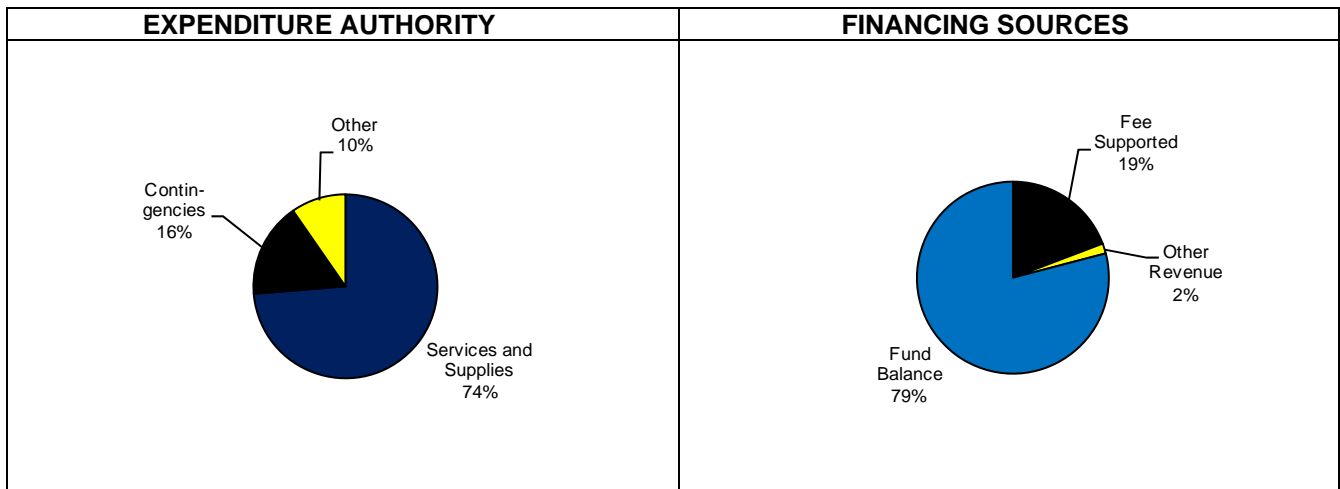 EXPENDITURE AUTHORITY
Other
10%
Contin-
gencies
16%
Services and
Supplies
74%
FINANCING SOURCES
Fee
Supported
19%
Other
Revenue
2%
Fund
Balance
79%